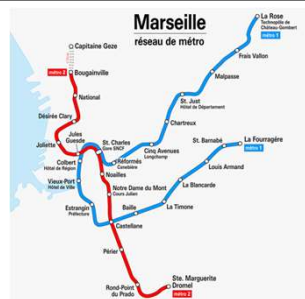 Marseille
réseau de métro
La Rose
Technopôle de
Château-Gombert
métro 1
Capitaine Geze
métro 2
Bougainville
Frais Vallon
Malpasse
National
St. Just
Hôtel de Département
Désirée Clary
Chartreux
Jules
Guesde
Joliette
St. Charles
Gare SNCF
Cinq Avenues
Longchamp
St. Barnabé
La Fourragère
métro 1
Colbert
Hôtel de Région
Réformés
Canebière
Louis Armand
Noailles
Vieux-Port
Hôtel de Ville
Notre Dame du Mont
Cours Julien
La Blancarde
Estrangin
Préfecture
Baille
La Timone
Castellane
Périer
Rond-Point
du Prado
Ste. Marguerite
Dromel
métro 2